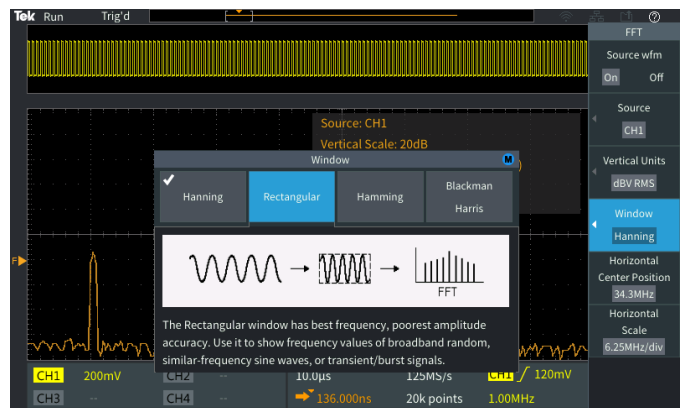 Tek Run Trig'd
FFT
Source wfm
On Off
Source
CH1
Vertical Units
dBV RMS
Window
Hanning
Horizontal
Center Position
34.3MHz
Horizontal
Scale
6.25MHz/div
Source: CH1
Vertical Scale: 20dB
Window
M
Hanning
Rectangular
Hamming
Blackman
Harris
FFT
The Rectangular window has best frequency, poorest amplitude
accuracy. Use it to show frequency values of broadband random,
similar-frequency sine waves, or transient/burst signals.
F
CH1 200mV CH2 -- 10.0µs 125MS/s CH1 120mV
CH3 -- CH4 -- 136.000ns 20k points 1.00MHz